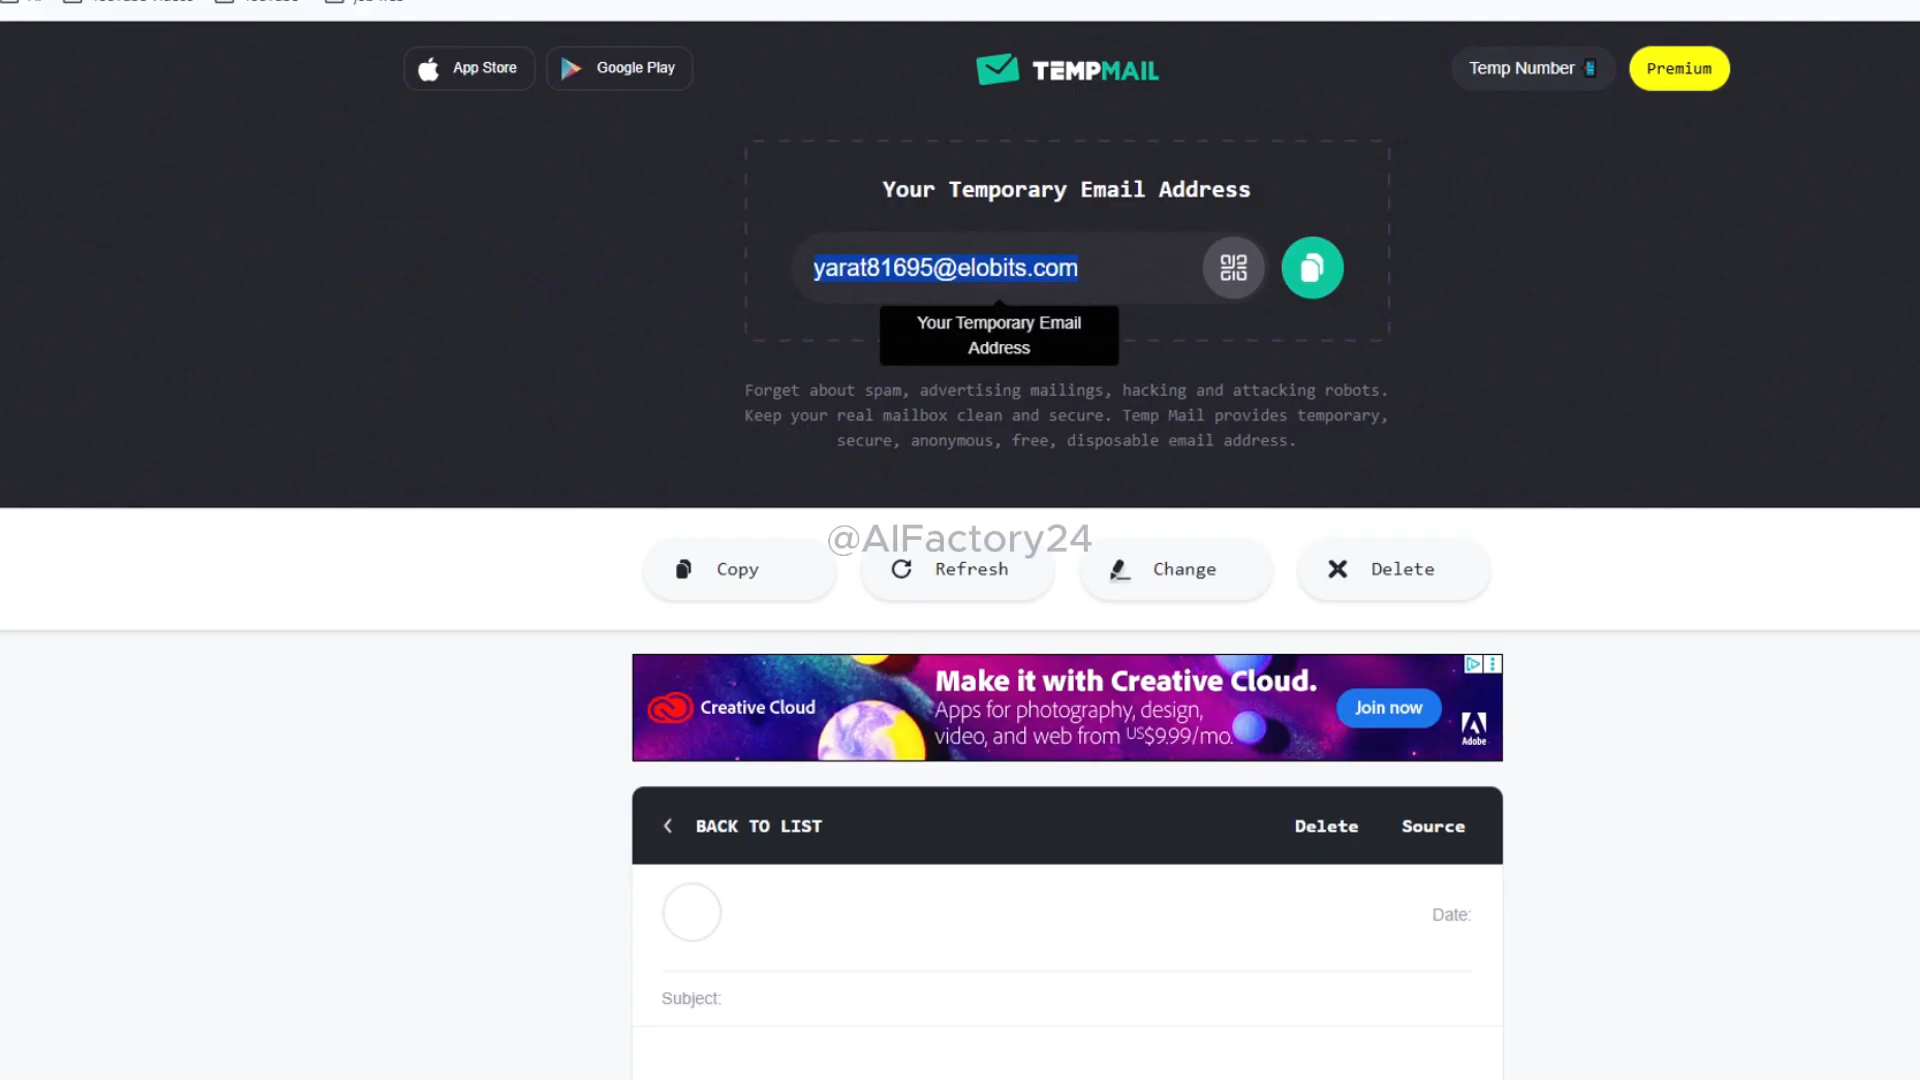 App Store
Google Play
TEMPMAIL
Temp Number
Premium
Your Temporary Email Address
yarat81695@elobits.com
Your Temporary Email
Address
Forget about spam, advertising mailings, hacking and attacking robots.
Keep your real mailbox clean and secure. Temp Mail provides temporary,
secure, anonymous, free, disposable email address.
@AIFactory24
Copy
Refresh
Change
Delete
Creative Cloud
Make it with Creative Cloud.
Apps for photography, design,
video, and web from US$9.99/mo.
Join now
Adobe
BACK TO LIST
Delete
Source
Date:
Subject: